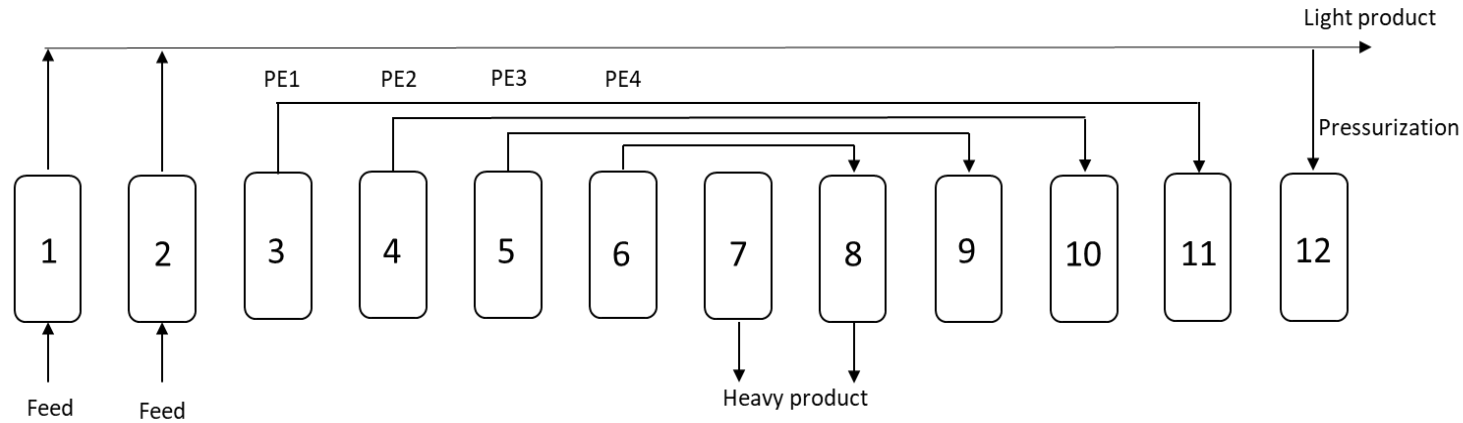 Light product
PE1 PE2 PE3 PE4
Pressurization
1 2 3 4 5 6 7 8 9 10 11 12
Heavy product
Feed Feed